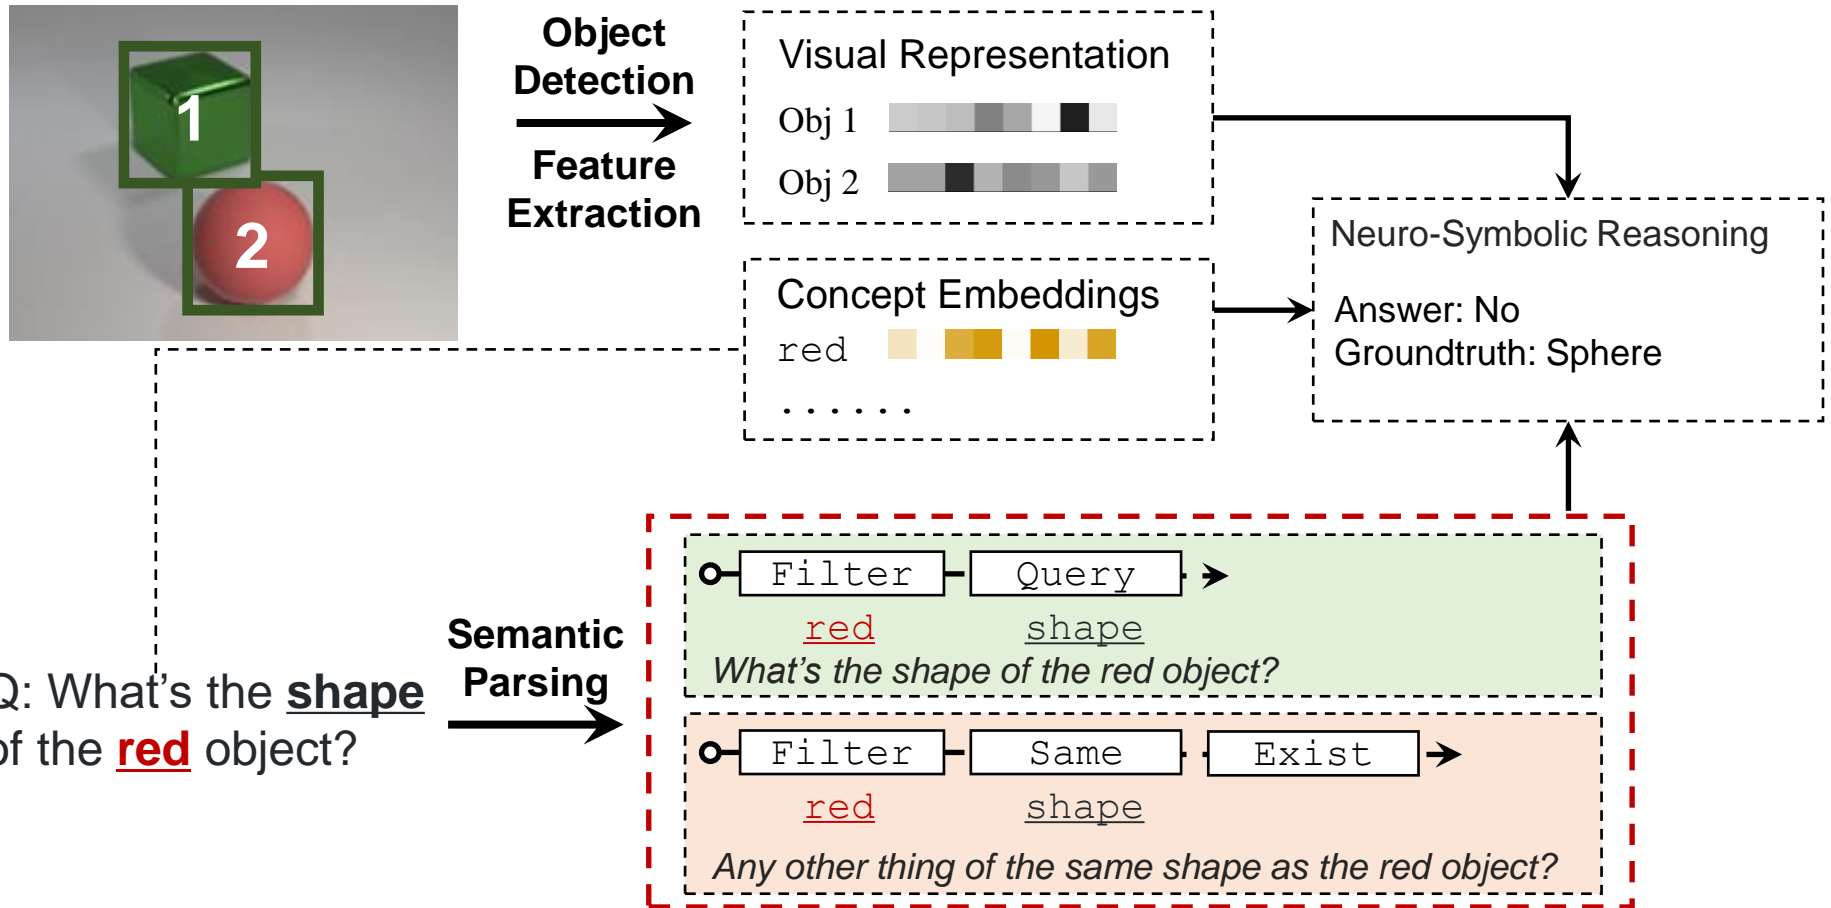 1
2
Object
Detection
Feature
Extraction
Visual Representation
Obj 1
Obj 2
Concept Embeddings
red
......
Neuro-Symbolic Reasoning
Answer: No
Groundtruth: Sphere
Q: What's the shape
of the red object?
Semantic
Parsing
Filter Query
red shape
What's the shape of the red object?
Filter Same Exist
red shape
Any other thing of the same shape as the red object?